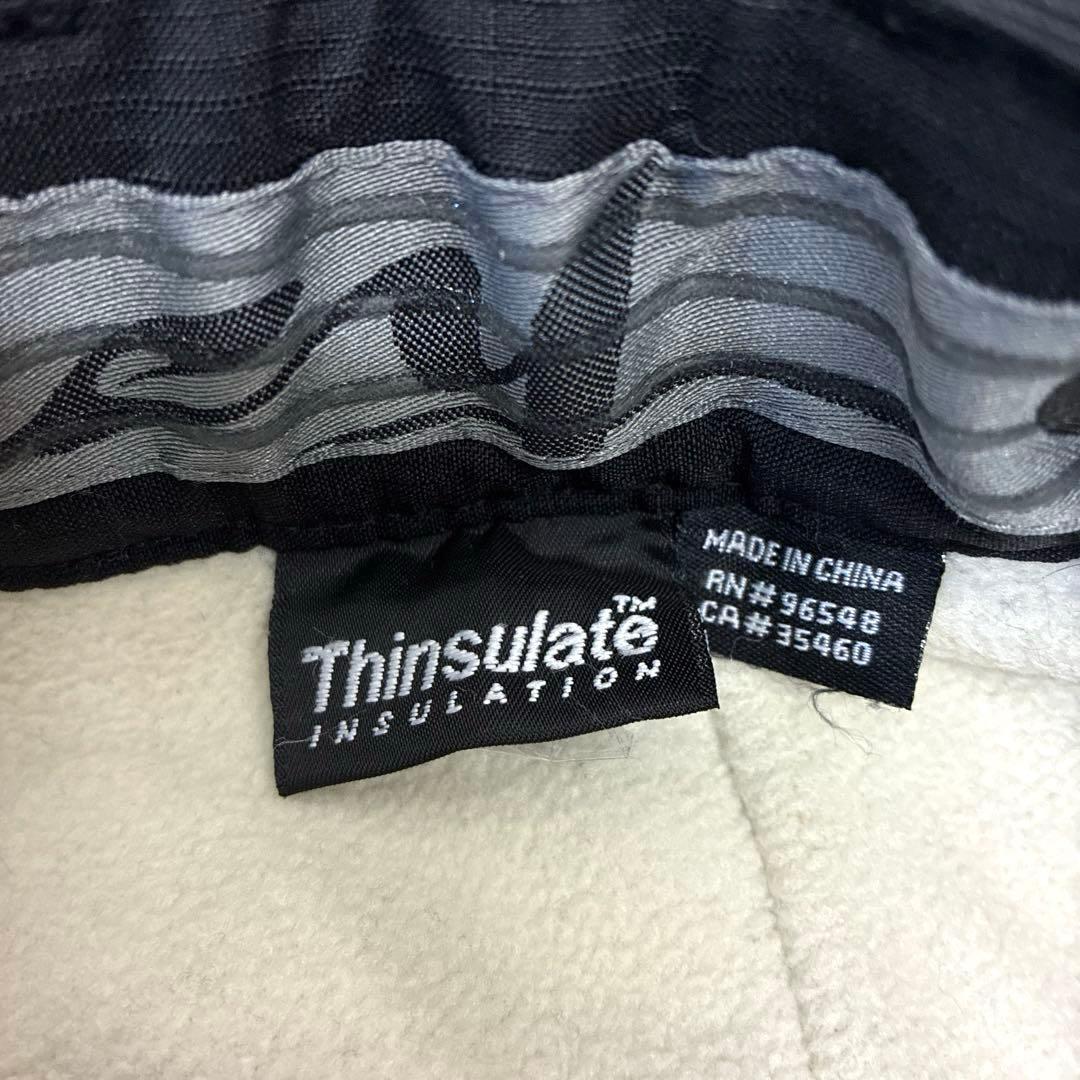 Thinsulate™
INSULATION
MADE IN CHINA
RN# 96548
CA# 35460